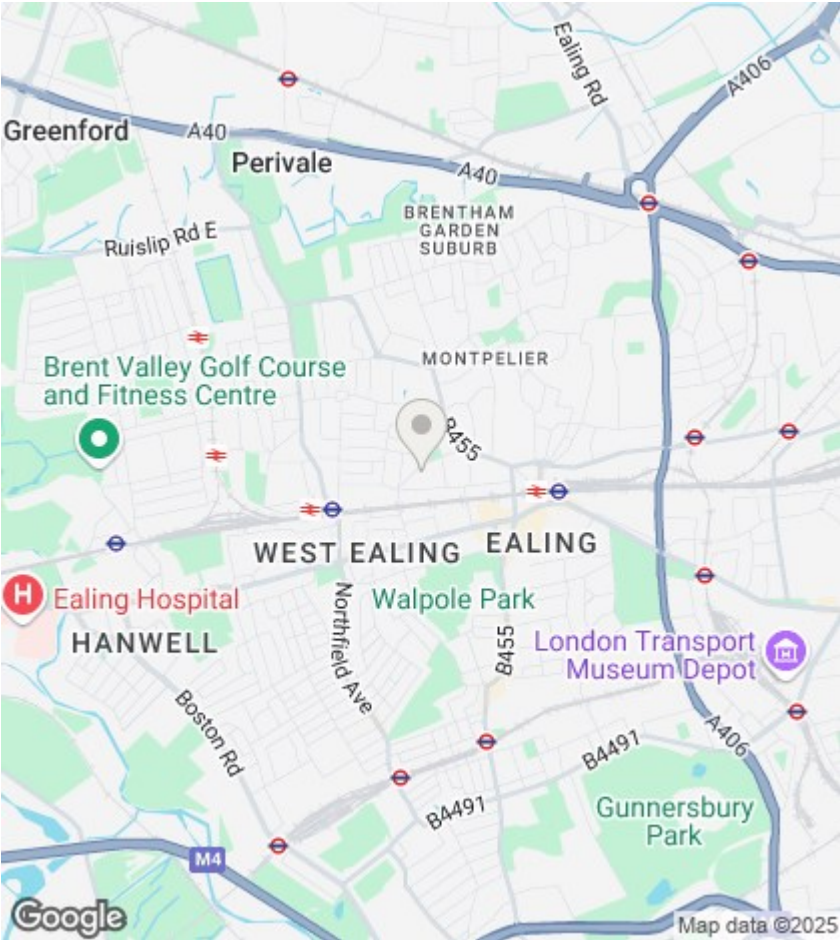 Ealing Rd
A406
Greenford
A40
Perivale
A40
BRENTHAM
GARDEN
SUBURB
Ruislip Rd E
MONTPELIER
Brent Valley Golf Course
and Fitness Centre
B455
WEST EALING
EALING
H
Ealing Hospital
Walpole Park
Northfield Ave
HANWELL
B455
London Transport
Museum Depot
Boston Rd
A406
B4491
B4491
Gunnersbury
Park
M4
Google
Map data ©2025